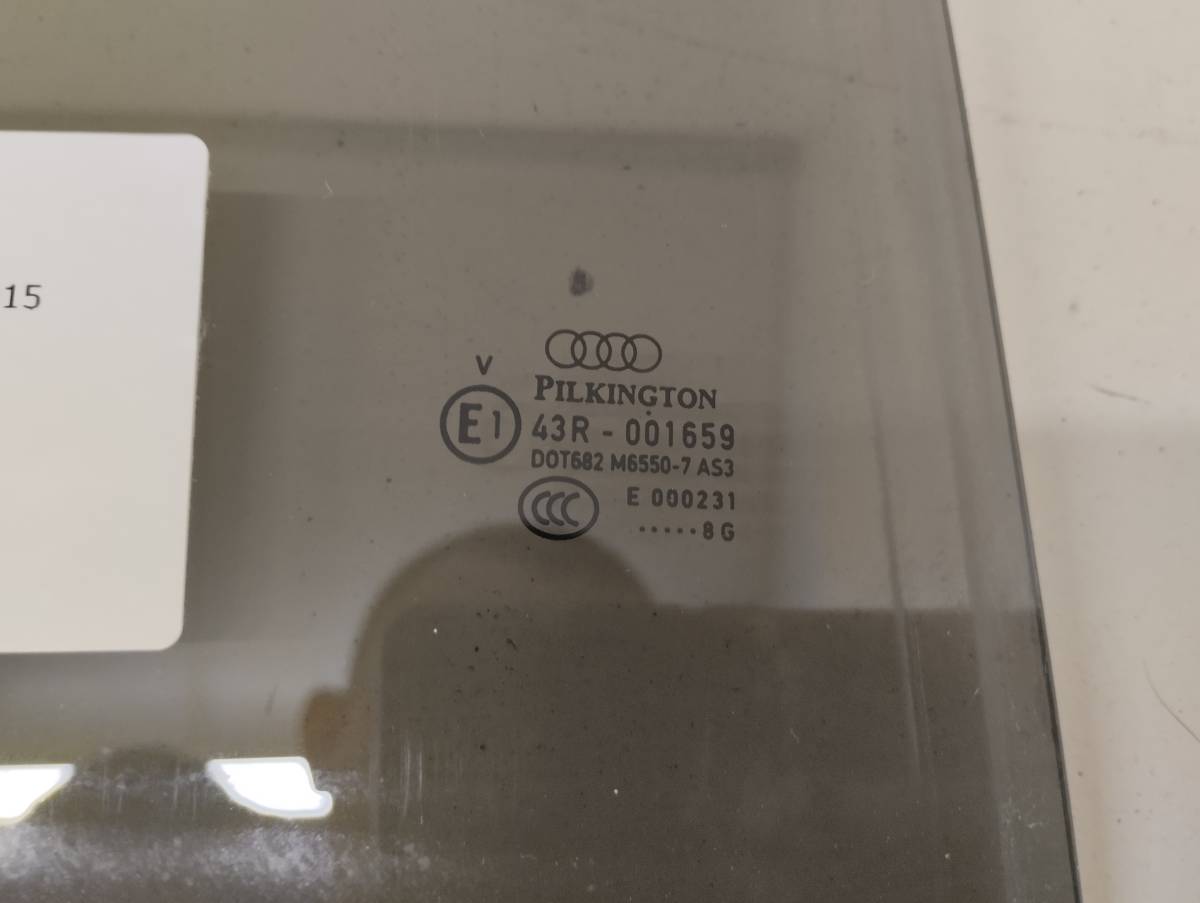 15
V
PILKINGTON
E1 43R - 001659
DOT682 M6550-7 AS3
CCC E 000231
.....8 G